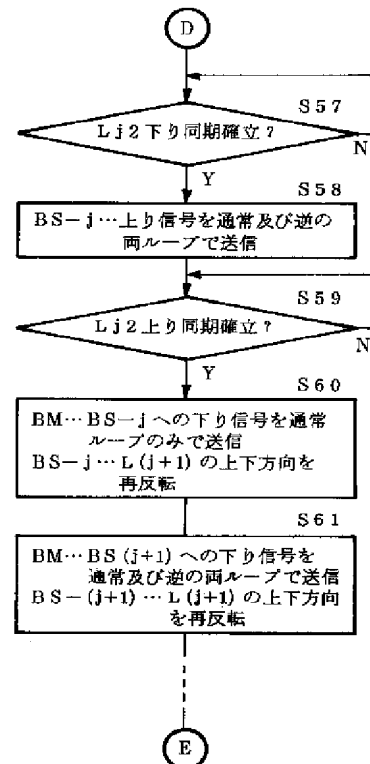 D
S57
Lj2下り同期確立？
N
Y
S58
BS－j…上り信号を通常及び逆の
両ループで送信
S59
Lj2上り同期確立？
N
Y
S60
BM…BS－jへの下り信号を通常
ループのみで送信
BS－j…L(j+1)の上下方向を
再反転
S61
BM…BS(j+1)への下り信号を
通常及び逆の両ループで送信
BS－(j+1)…L(j+1)の上下方向
を再反転
E